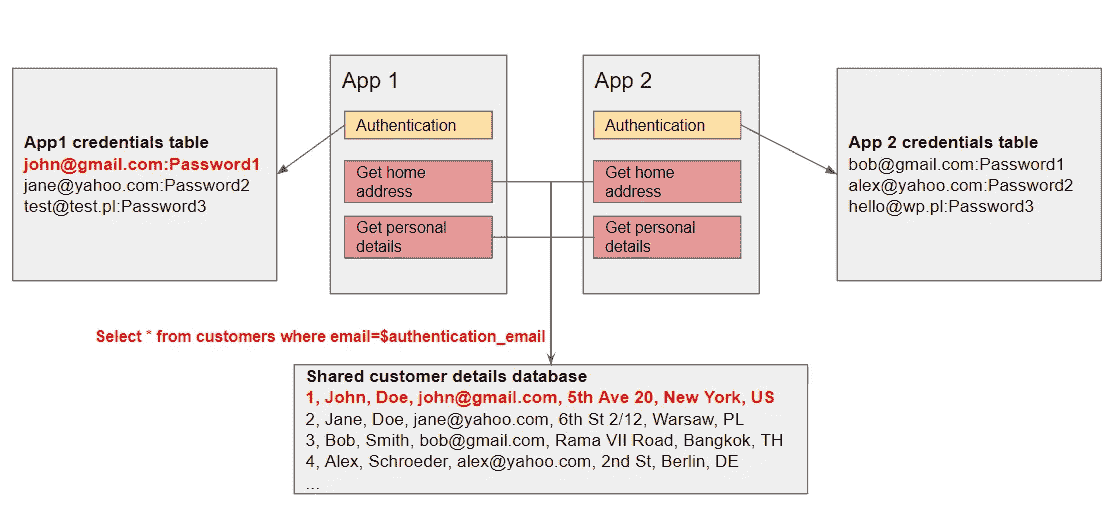 App 1
App 2
Authentication
Authentication
App1 credentials table
john@gmail.com:Password1
jane@yahoo.com:Password2
test@test.pl:Password3
Get home
address
Get personal
details
Get home
address
Get personal
details
App 2 credentials table
bob@gmail.com:Password1
alex@yahoo.com:Password2
hello@wp.pl:Password3
Select * from customers where email=$authentication_email
Shared customer details database
1, John, Doe, john@gmail.com, 5th Ave 20, New York, US
2, Jane, Doe, jane@yahoo.com, 6th St 2/12, Warsaw, PL
3, Bob, Smith, bob@gmail.com, Rama VII Road, Bangkok, TH
4, Alex, Schroeder, alex@yahoo.com, 2nd St, Berlin, DE
...